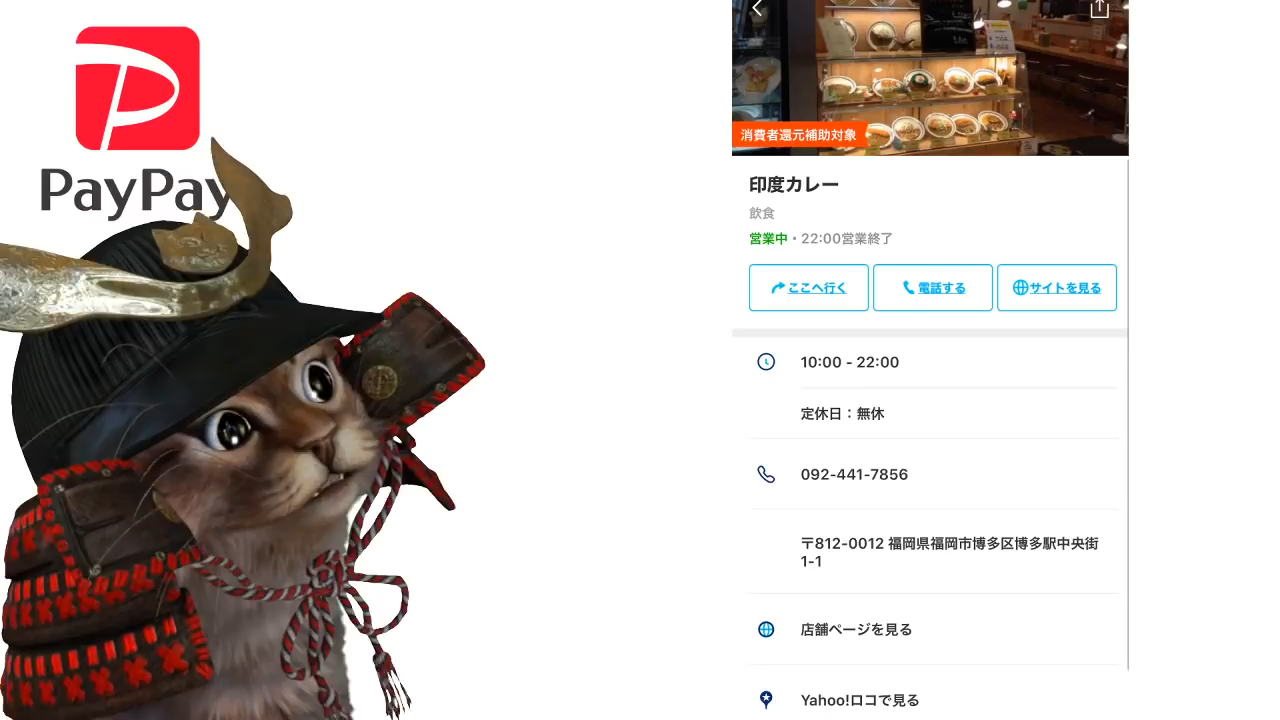 PayPay
消費者還元補助対象
印度カレー
飲食
営業中・22:00営業終了
ここへ行く
電話する
サイトを見る
10:00 - 22:00
定休日：無休
092-441-7856
〒812-0012 福岡県福岡市博多区博多駅中央街
1-1
店舗ページを見る
Yahoo!ロコで見る